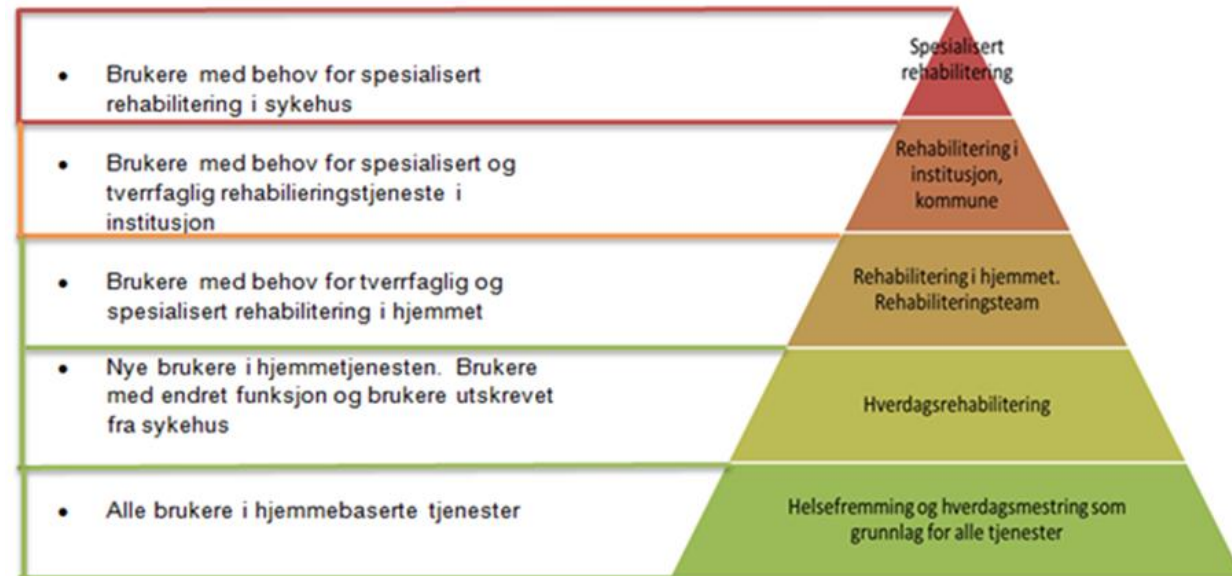 Spesialisert
rehabilitering
• Brukere med behov for spesialisert
rehabilitering i sykehus
Rehabilitering i
institusjon,
kommune
• Brukere med behov for spesialisert og
tverrfaglig rehabilieringstjeneste i
institusjon
Rehabilitering i hjemmet.
Rehabiliteringsteam
• Brukere med behov for tverrfaglig og
spesialisert rehabilitering i hjemmet
• Nye brukere i hjemmetjenesten. Brukere
med endret funksjon og brukere utskrevet
fra sykehus
Hverdagsrehabilitering
• Alle brukere i hjemmebaserte tjenester
Helsefremming og hverdagsmestring som
grunnlag for alle tjenester